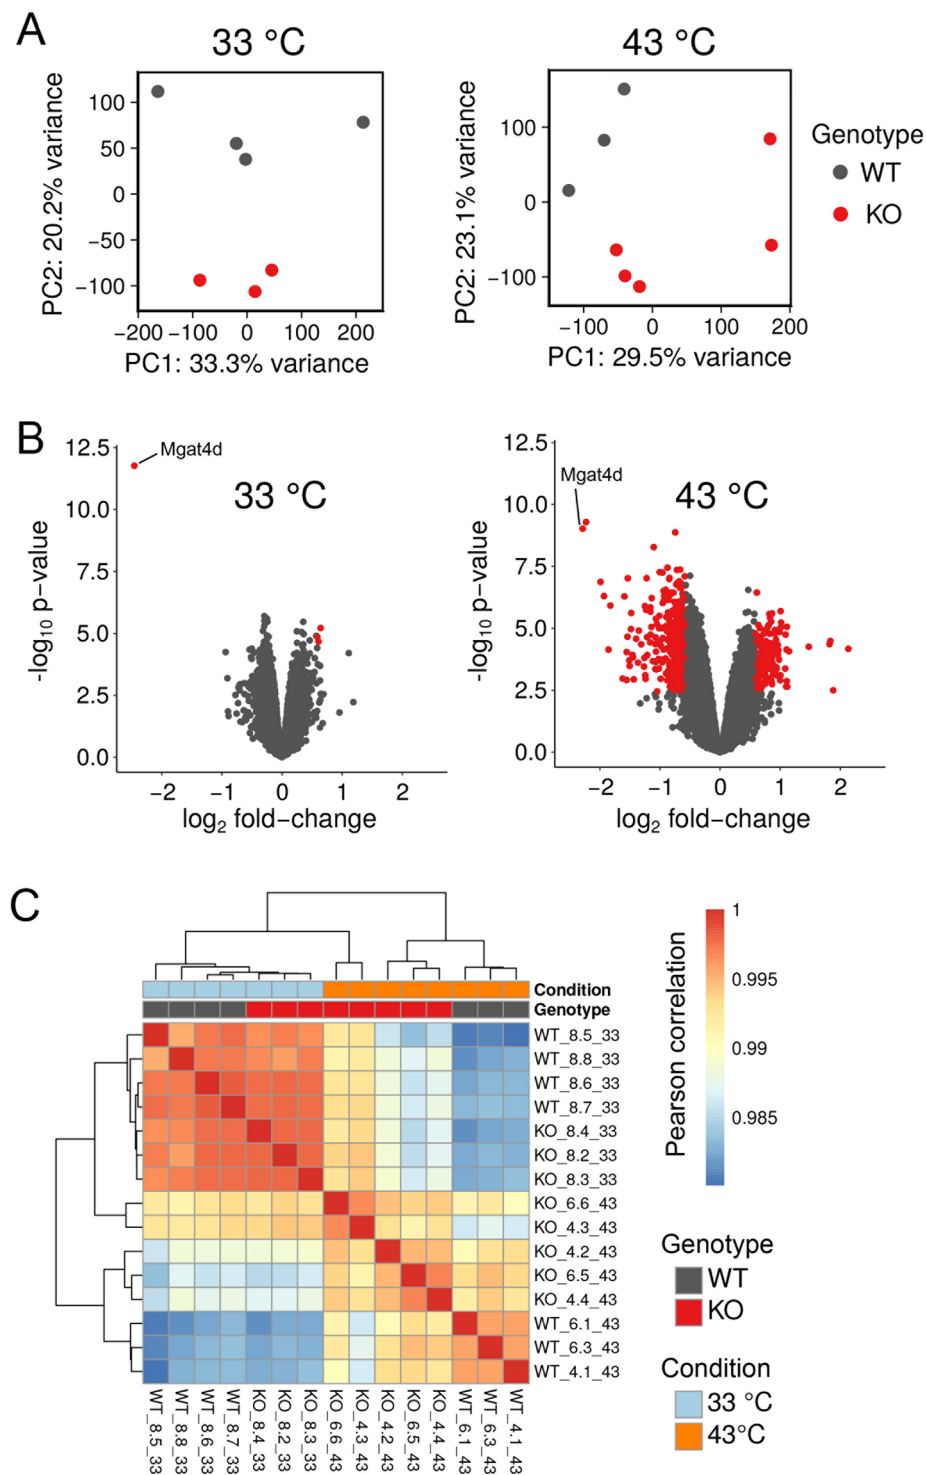 A
33 °C
43 °C
PC2: 20.2% variance
100
50
0
−50
−100
−200
−100
0
100
200
PC1: 33.3% variance
PC2: 23.1% variance
100
0
−100
−100
0
100
200
PC1: 29.5% variance
Genotype
WT
KO
B
33 °C
Mgat4d
-log10 p−value
12.5
10.0
7.5
5.0
2.5
0.0
−2
−1
0
1
2
log2 fold−change
43 °C
Mgat4d
-log10 p−value
12.5
10.0
7.5
5.0
2.5
0.0
−2
−1
0
1
2
log2 fold−change
C
Condition
Genotype
WT_8.5_33
WT_8.8_33
WT_8.6_33
WT_8.7_33
KO_8.4_33
KO_8.2_33
KO_8.3_33
KO_6.6_43
KO_4.3_43
KO_4.2_43
KO_6.5_43
KO_4.4_43
WT_6.1_43
WT_6.3_43
WT_4.1_43
WT_8.5_33
WT_8.8_33
WT_8.6_33
WT_8.7_33
KO_8.4_33
KO_8.2_33
KO_8.3_33
KO_6.6_43
KO_4.3_43
KO_4.2_43
KO_6.5_43
KO_4.4_43
WT_6.1_43
WT_6.3_43
WT_4.1_43
Pearson correlation
1
0.995
0.99
0.985
Genotype
WT
KO
Condition
33 °C
43°C